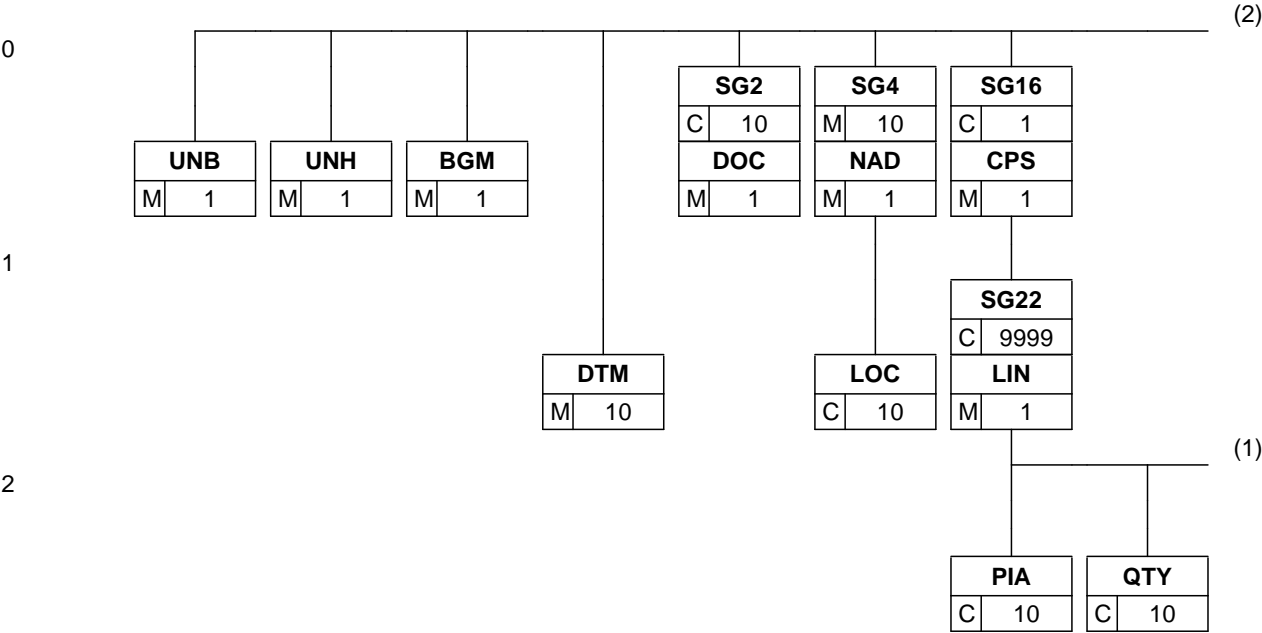 (2)
0
SG2 SG4 SG16
C 10 M 10 C 1
UNB UNH BGM DOC NAD CPS
M 1 M 1 M 1 M 1 M 1 M 1
1
SG22
C 9999
DTM LOC LIN
M 10 C 10 M 1
(1)
2
PIA QTY
C 10 C 10